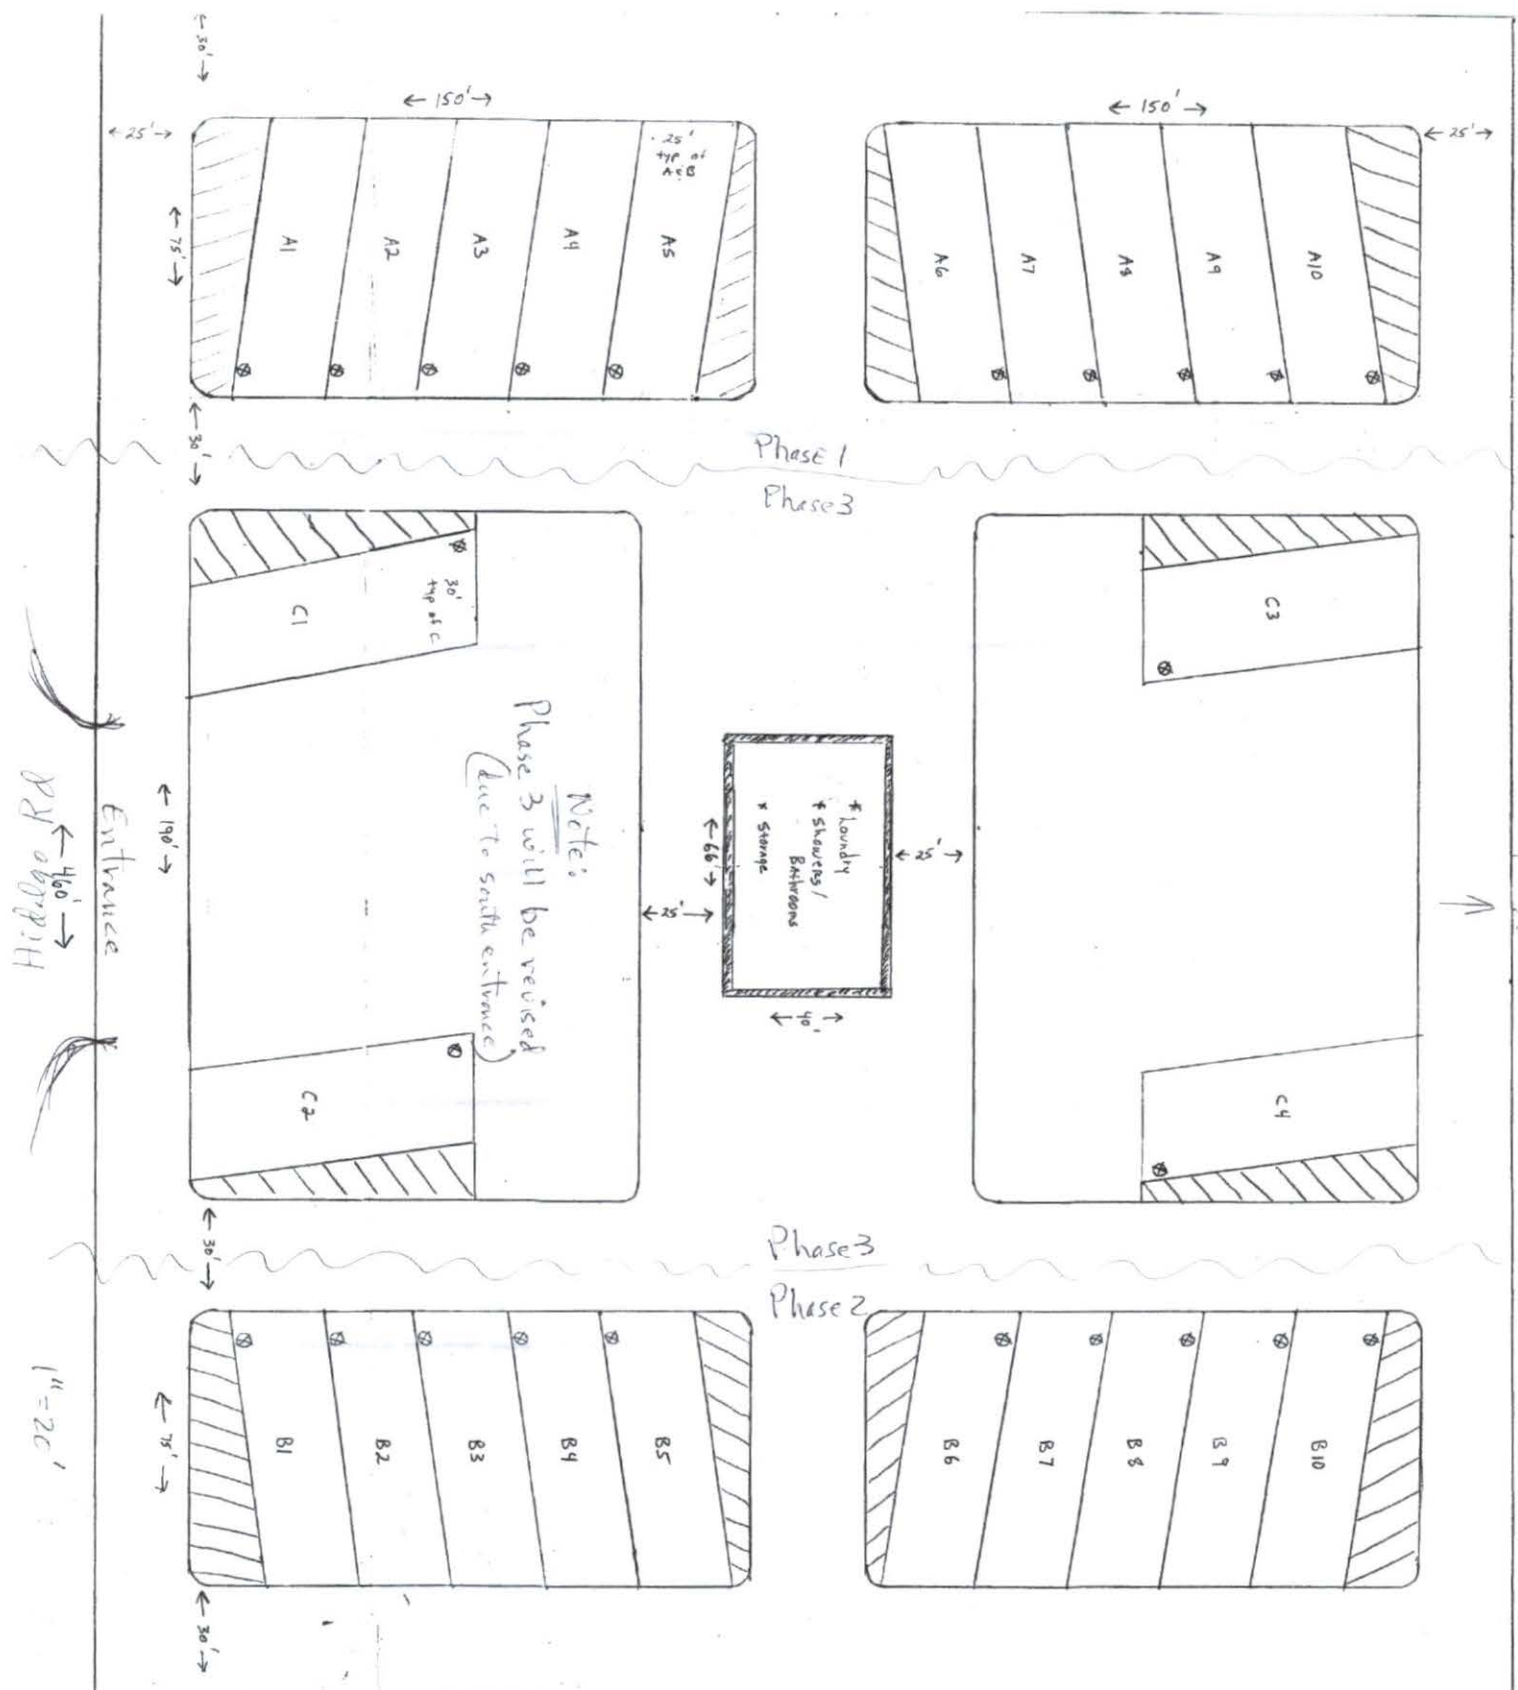 ← 30' →
← 150' →
← 150' →
← 25' →
← 25' →
25'
typ of
A & B
← 75' →
A1
A2
A3
A4
A5
A6
A7
A8
A9
A10
← 30' →
Phase 1
Phase 3
C1
30'
typ of C
C3
Note:
Phase 3 will be revised
(due to south entrance)
* Laundry
* Showers/
Bathrooms
* Storage
← 66 →
← 25' →
← 25' →
← 40' →
← 190' →
Entrance
← 460' →
Rd
C2
C4
← 30' →
Phase 3
Phase 2
B1
B2
B3
B4
B5
B6
B7
B8
B9
B10
← 75' →
← 30' →
1" = 20'